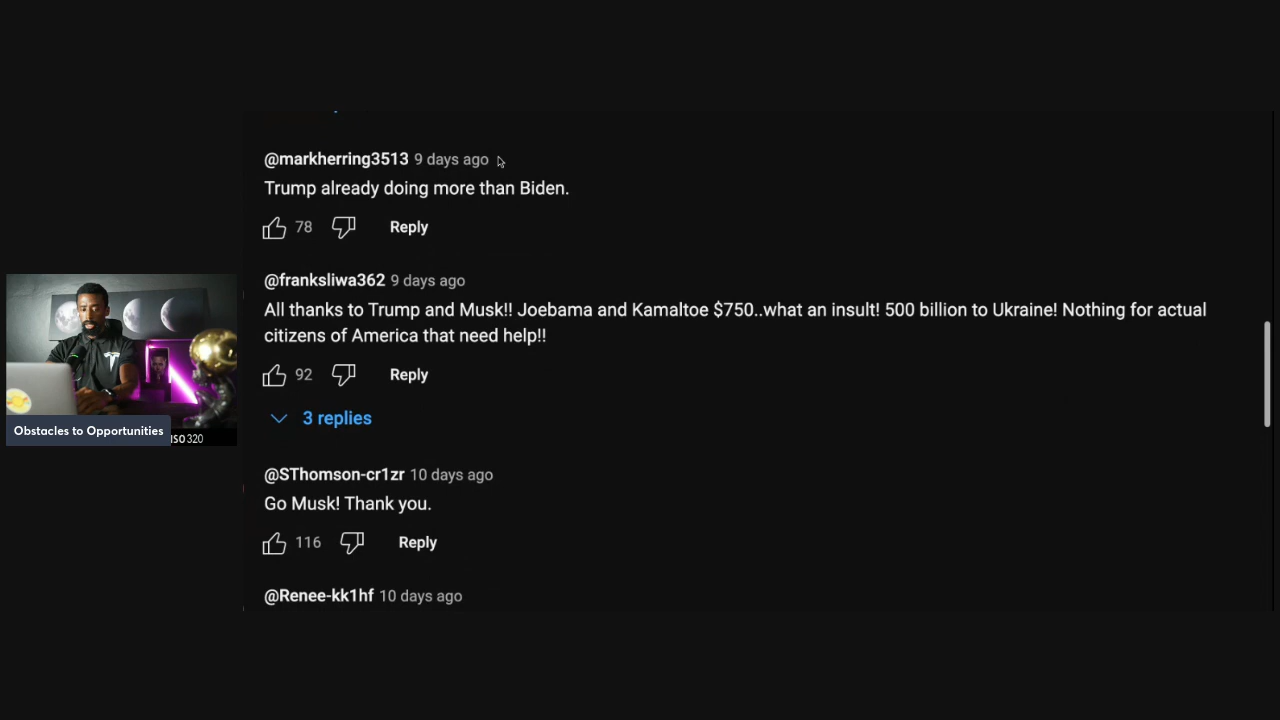 @markherring3513 9 days ago
Trump already doing more than Biden.
78 Reply
@franksliwa362 9 days ago
All thanks to Trump and Musk!! Joebama and Kamaltoe $750..what an insult! 500 billion to Ukraine! Nothing for actual
citizens of America that need help!!
92 Reply
3 replies
Obstacles to Opportunities
ISO 320
@SThomson-cr1zr 10 days ago
Go Musk! Thank you.
116 Reply
@Renee-kk1hf 10 days ago